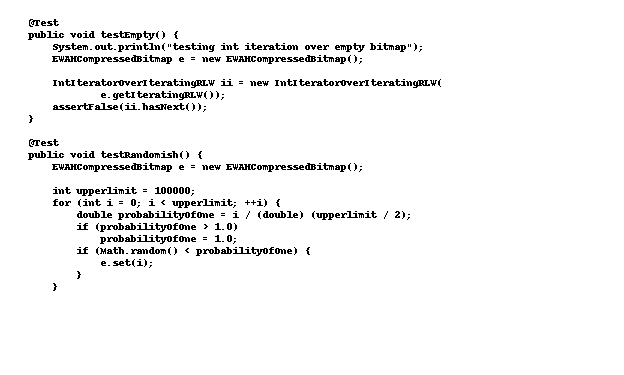 @Test
public void testEmpty() {
    System.out.println("testing int iteration over empty bitmap");
    EWAHCompressedBitmap e = new EWAHCompressedBitmap();

    IntIteratorOverIteratingRLW ii = new IntIteratorOverIteratingRLW(
            e.getIteratingRLW());
    assertFalse(ii.hasNext());
}

@Test
public void testRandomish() {
    EWAHCompressedBitmap e = new EWAHCompressedBitmap();

    int upperlimit = 100000;
    for (int i = 0; i < upperlimit; ++i) {
        double probabilityOfOne = i / (double) (upperlimit / 2);
        if (probabilityOfOne > 1.0)
            probabilityOfOne = 1.0;
        if (Math.random() < probabilityOfOne) {
            e.set(i);
        }
    }